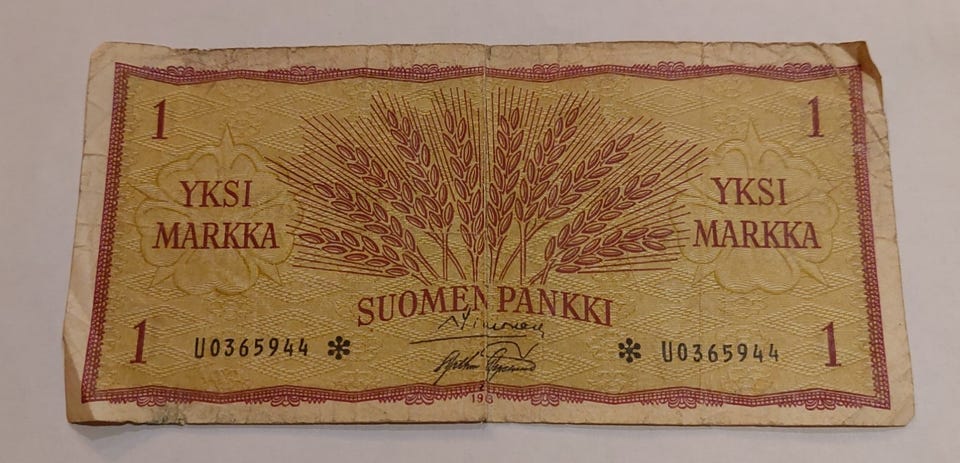 1 1
YKSI YKSI
MARKKA MARKKA
SUOMEN PANKKI
1 U0365944 * * U0365944 1